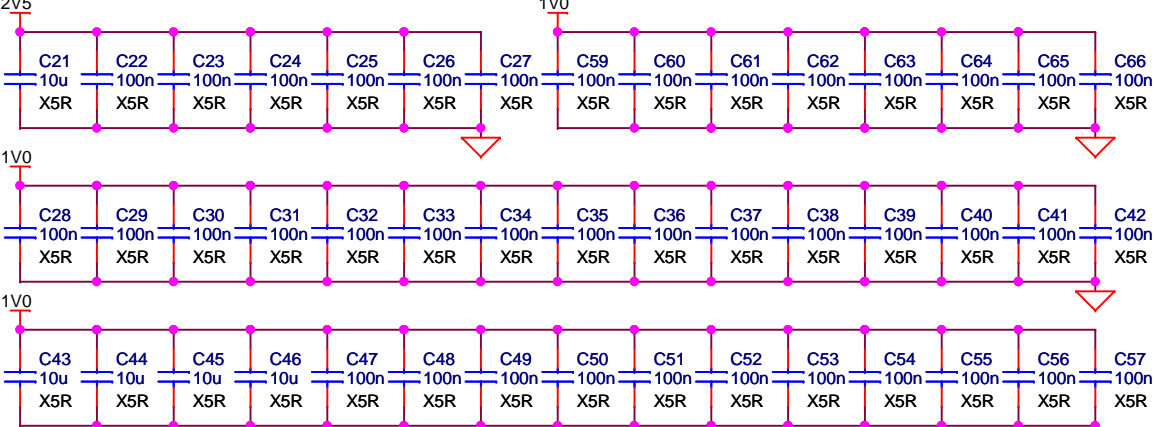 2V5 1V0
C21 C22 C23 C24 C25 C26 C27 C59 C60 C61 C62 C63 C64 C65 C66
10u 100n 100n 100n 100n 100n 100n 100n 100n 100n 100n 100n 100n 100n 100n
X5R X5R X5R X5R X5R X5R X5R X5R X5R X5R X5R X5R X5R X5R X5R
1V0
C28 C29 C30 C31 C32 C33 C34 C35 C36 C37 C38 C39 C40 C41 C42
100n 100n 100n 100n 100n 100n 100n 100n 100n 100n 100n 100n 100n 100n 100n
X5R X5R X5R X5R X5R X5R X5R X5R X5R X5R X5R X5R X5R X5R X5R
1V0
C43 C44 C45 C46 C47 C48 C49 C50 C51 C52 C53 C54 C55 C56 C57
10u 10u 10u 10u 100n 100n 100n 100n 100n 100n 100n 100n 100n 100n 100n
X5R X5R X5R X5R X5R X5R X5R X5R X5R X5R X5R X5R X5R X5R X5R